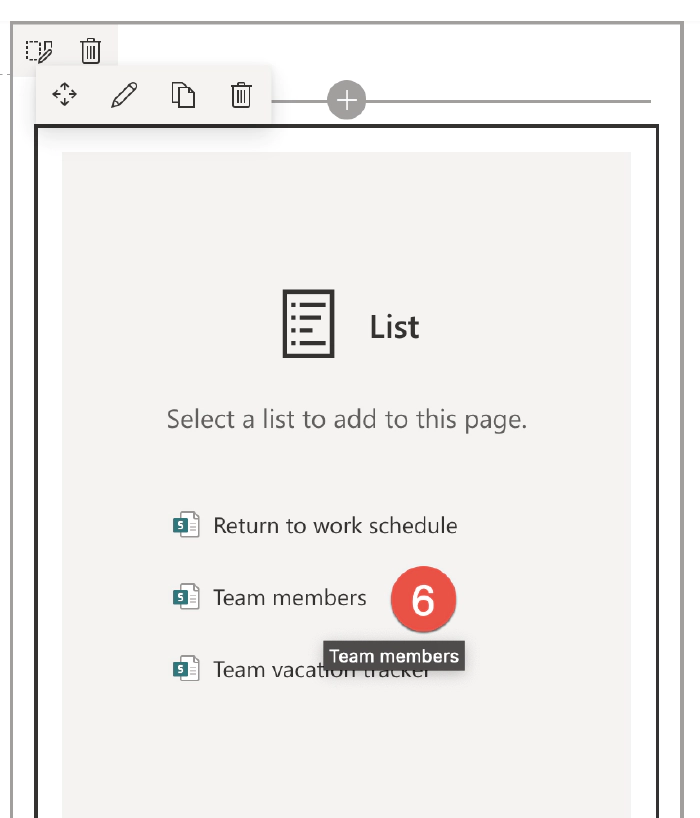 List
Select a list to add to this page.
S Return to work schedule
S Team members
6
Team members
S Team vacation tracker